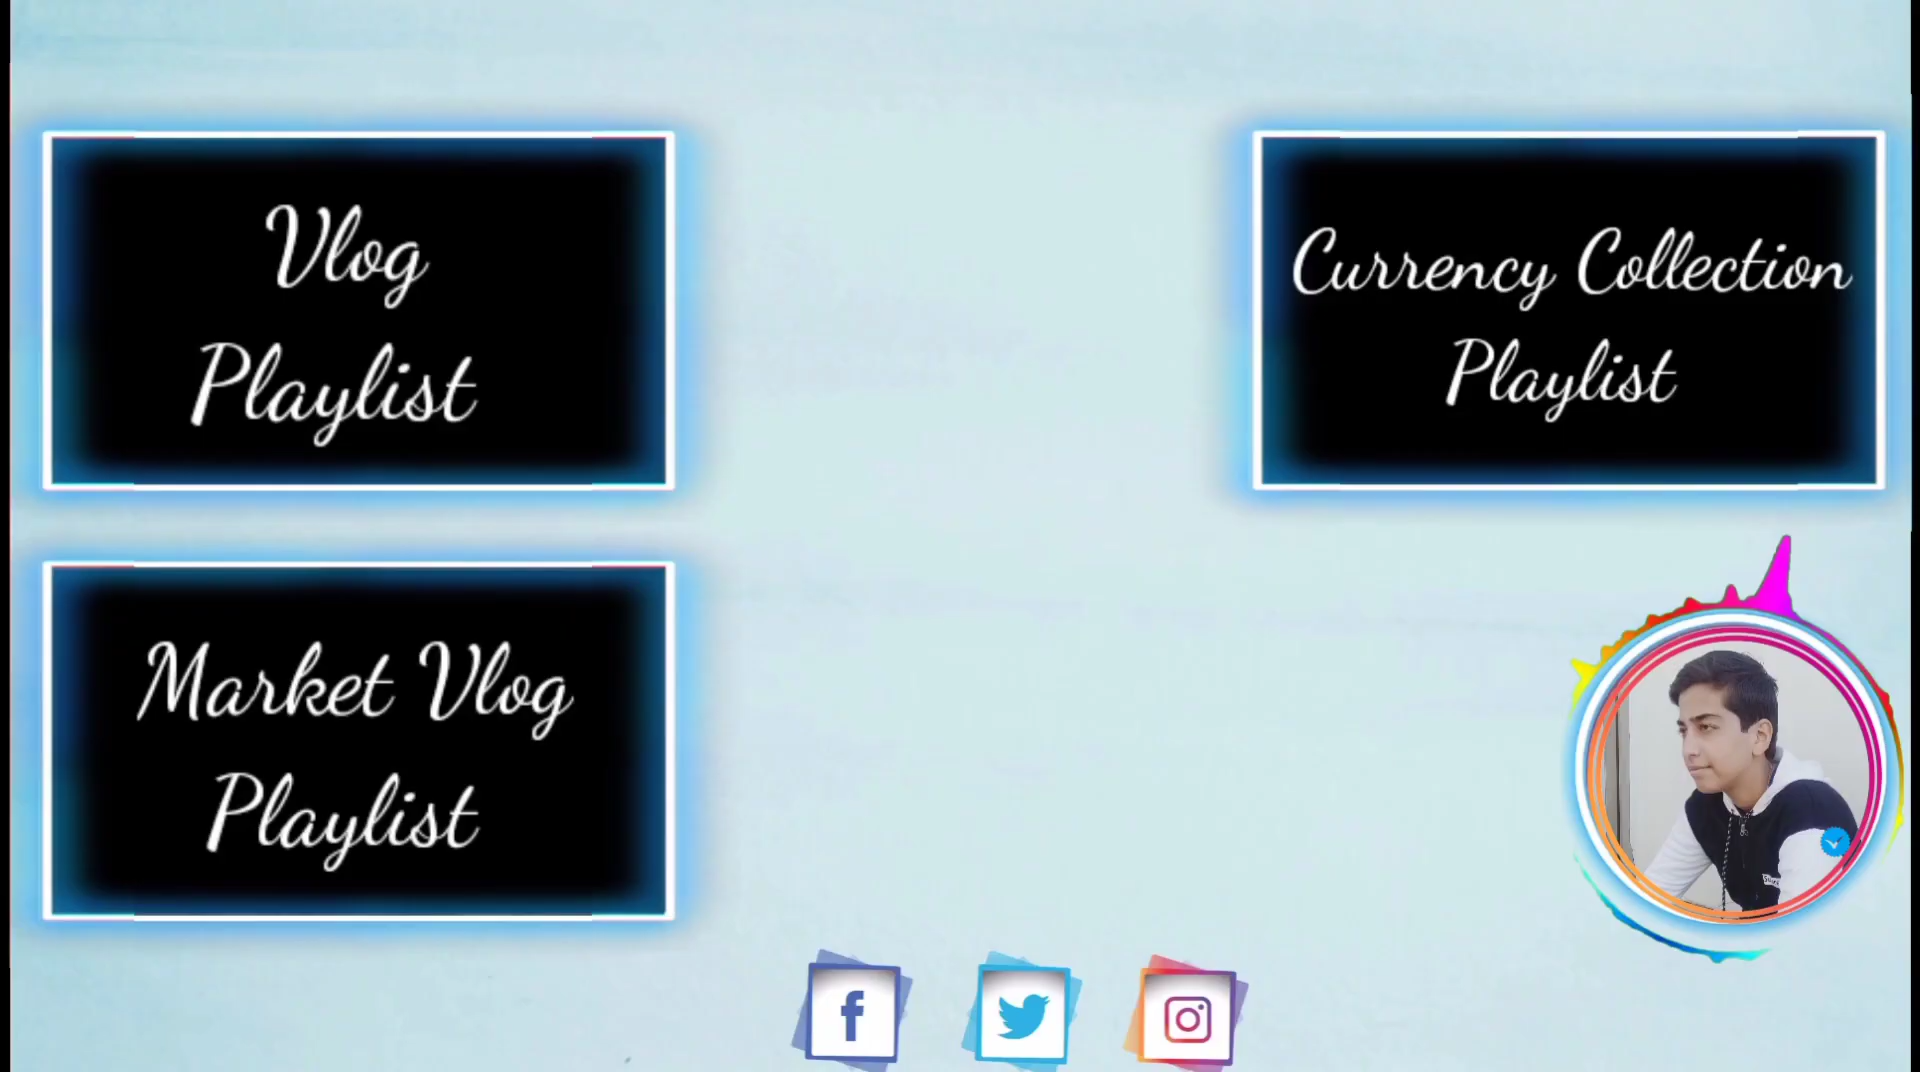 Vlog
Playlist
Currency Collection
Playlist
Market Vlog
Playlist